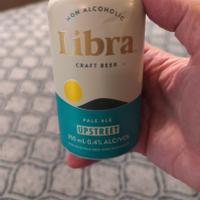 NON ALCOHOLIC
Libra
CRAFT BEER
PALE ALE
UPSTREET
355 mL 0.4% ALC/VOL